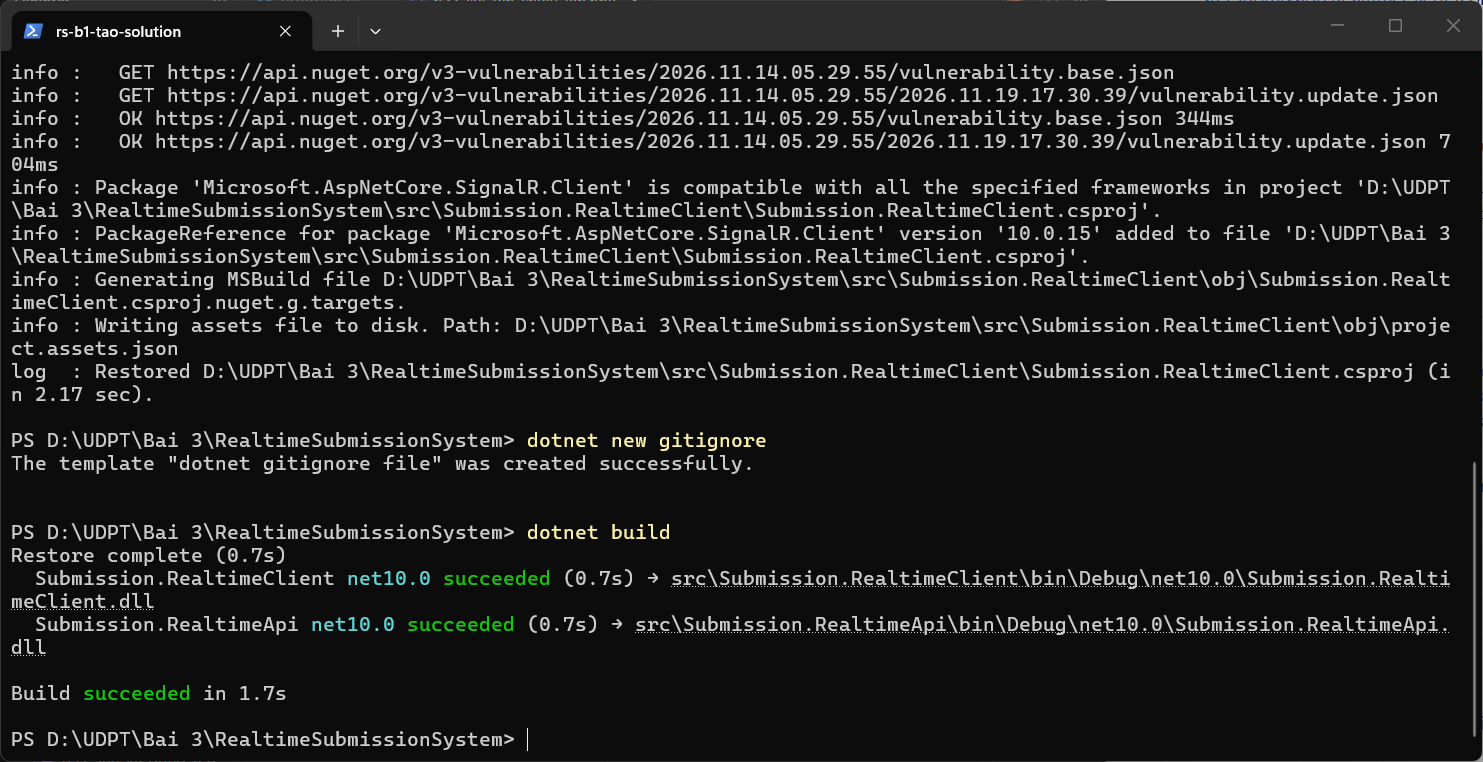 rs-b1-tao-solution
info :   GET https://api.nuget.org/v3-vulnerabilities/2026.11.14.05.29.55/vulnerability.base.json
info :   GET https://api.nuget.org/v3-vulnerabilities/2026.11.14.05.29.55/2026.11.19.17.30.39/vulnerability.update.json
info :   OK https://api.nuget.org/v3-vulnerabilities/2026.11.14.05.29.55/vulnerability.base.json 344ms
info :   OK https://api.nuget.org/v3-vulnerabilities/2026.11.14.05.29.55/2026.11.19.17.30.39/vulnerability.update.json 7
04ms
info : Package 'Microsoft.AspNetCore.SignalR.Client' is compatible with all the specified frameworks in project 'D:\UDPT
\Bai 3\RealtimeSubmissionSystem\src\Submission.RealtimeClient\Submission.RealtimeClient.csproj'.
info : PackageReference for package 'Microsoft.AspNetCore.SignalR.Client' version '10.0.15' added to file 'D:\UDPT\Bai 3
\RealtimeSubmissionSystem\src\Submission.RealtimeClient\Submission.RealtimeClient.csproj'.
info : Generating MSBuild file D:\UDPT\Bai 3\RealtimeSubmissionSystem\src\Submission.RealtimeClient\obj\Submission.Realt
imeClient.csproj.nuget.g.targets.
info : Writing assets file to disk. Path: D:\UDPT\Bai 3\RealtimeSubmissionSystem\src\Submission.RealtimeClient\obj\proje
ct.assets.json
log  : Restored D:\UDPT\Bai 3\RealtimeSubmissionSystem\src\Submission.RealtimeClient\Submission.RealtimeClient.csproj (i
n 2.17 sec).
PS D:\UDPT\Bai 3\RealtimeSubmissionSystem> dotnet new gitignore
The template "dotnet gitignore file" was created successfully.
PS D:\UDPT\Bai 3\RealtimeSubmissionSystem> dotnet build
Restore complete (0.7s)
  Submission.RealtimeClient net10.0 succeeded (0.7s) → src\Submission.RealtimeClient\bin\Debug\net10.0\Submission.Realti
meClient.dll
  Submission.RealtimeApi net10.0 succeeded (0.7s) → src\Submission.RealtimeApi\bin\Debug\net10.0\Submission.RealtimeApi.
dll
Build succeeded in 1.7s
PS D:\UDPT\Bai 3\RealtimeSubmissionSystem>